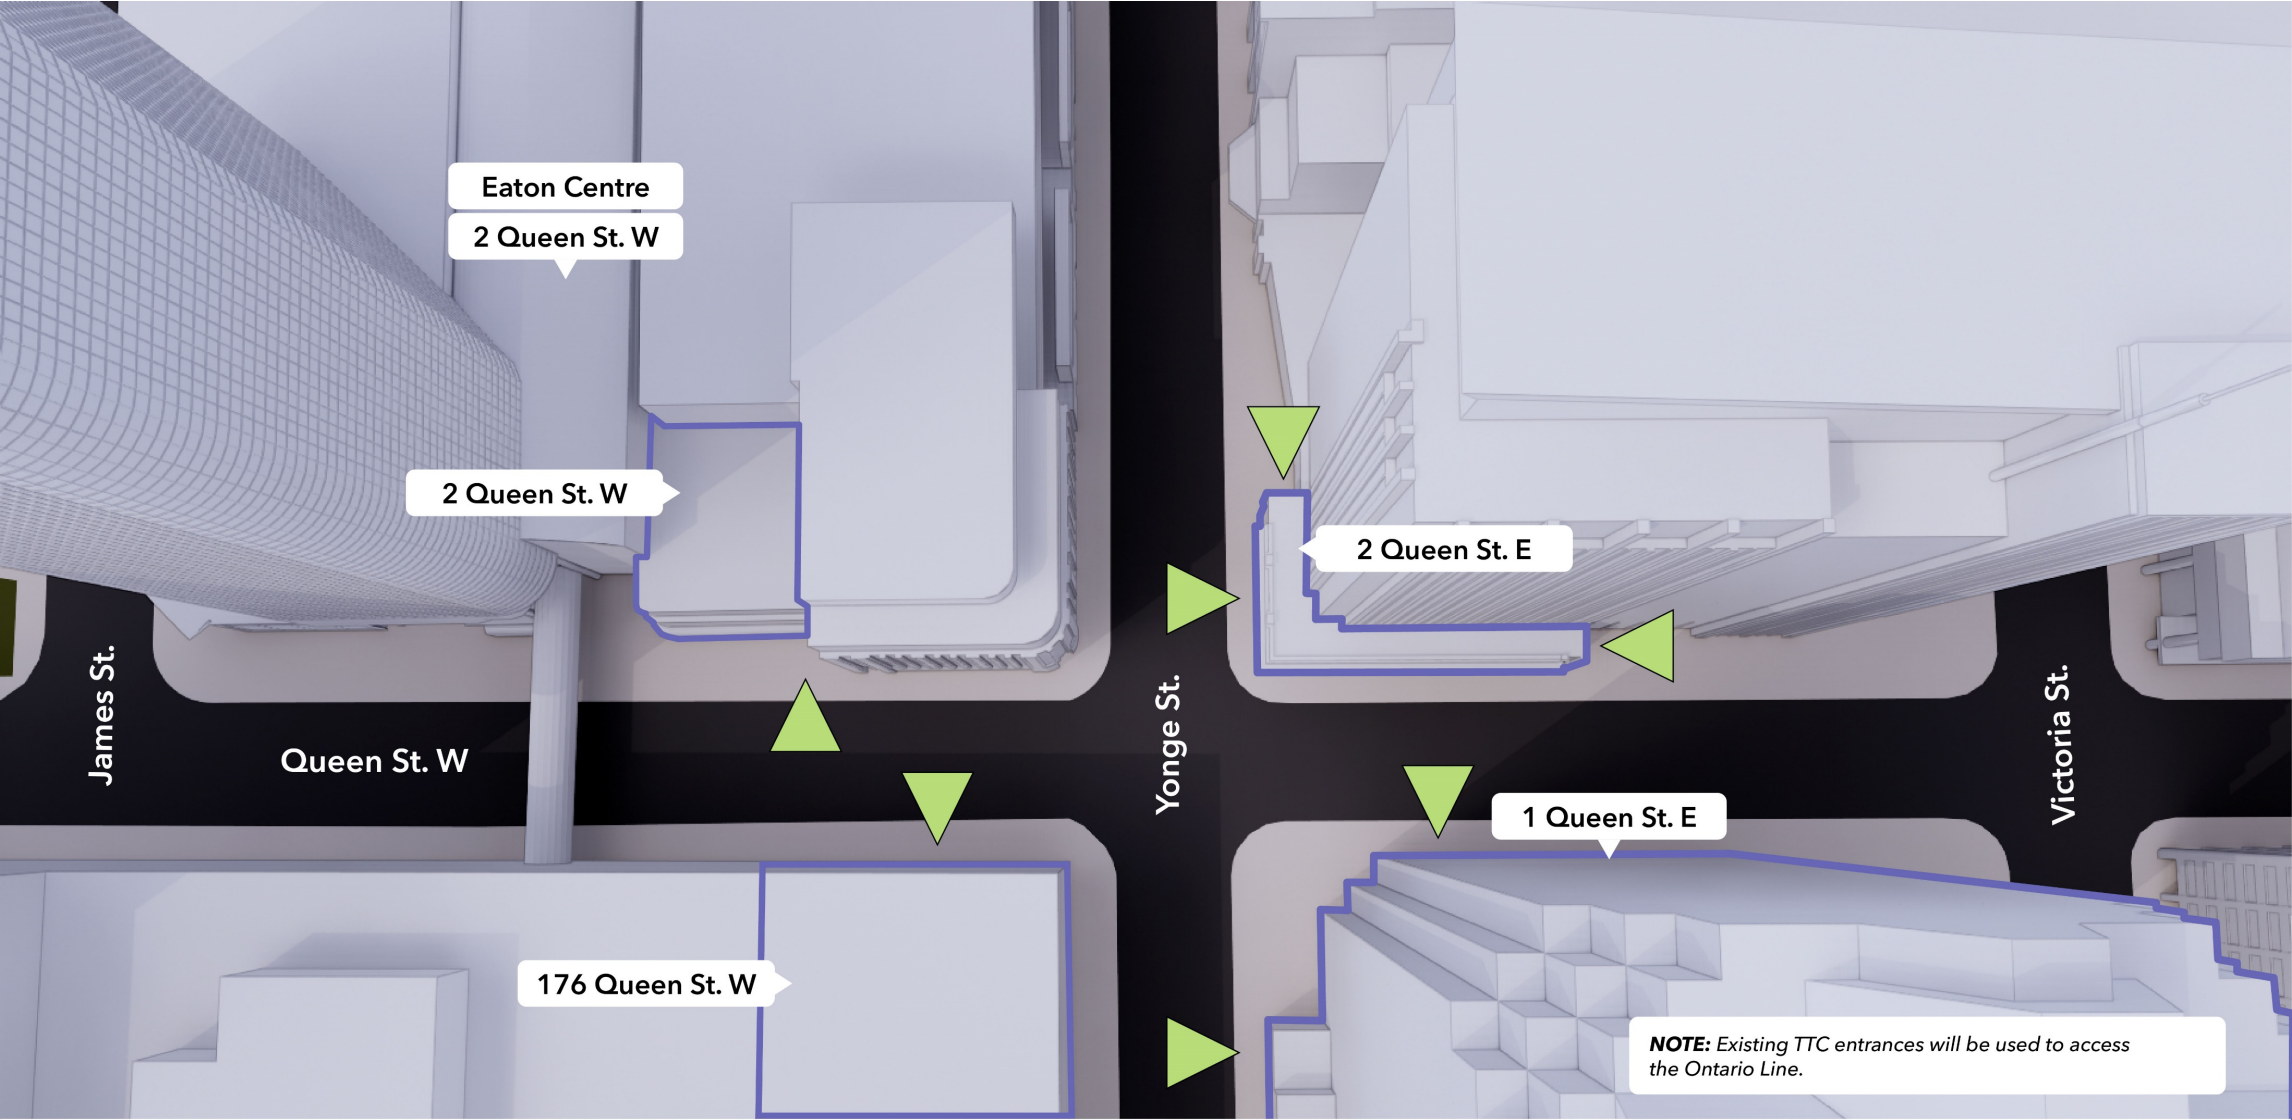 Eaton Centre
2 Queen St. W
2 Queen St. W
2 Queen St. E
James St.
Queen St. W
Yonge St.
Victoria St.
1 Queen St. E
176 Queen St. W
NOTE: Existing TTC entrances will be used to access
the Ontario Line.